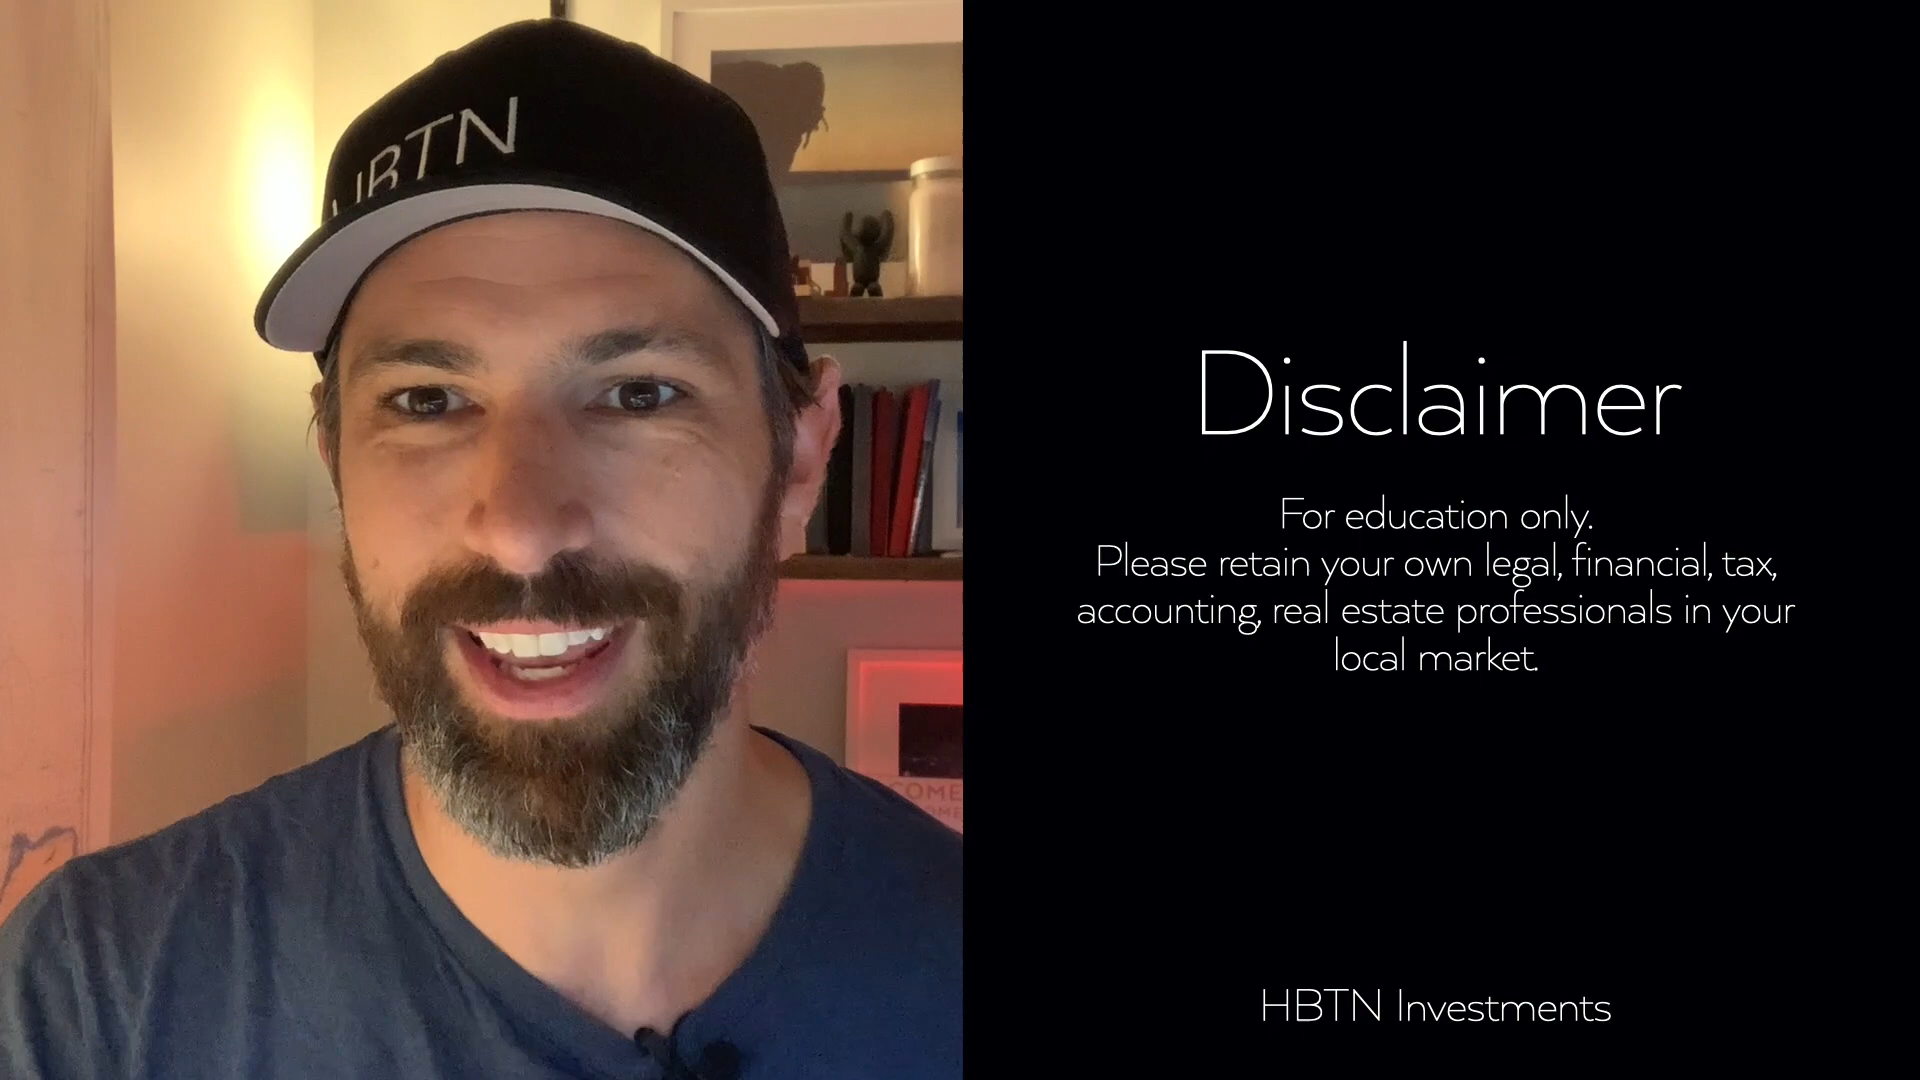 HBTN
Disclaimer
For education only.
Please retain your own legal, financial, tax,
accounting, real estate professionals in your
local market.
COME
HBTN Investments